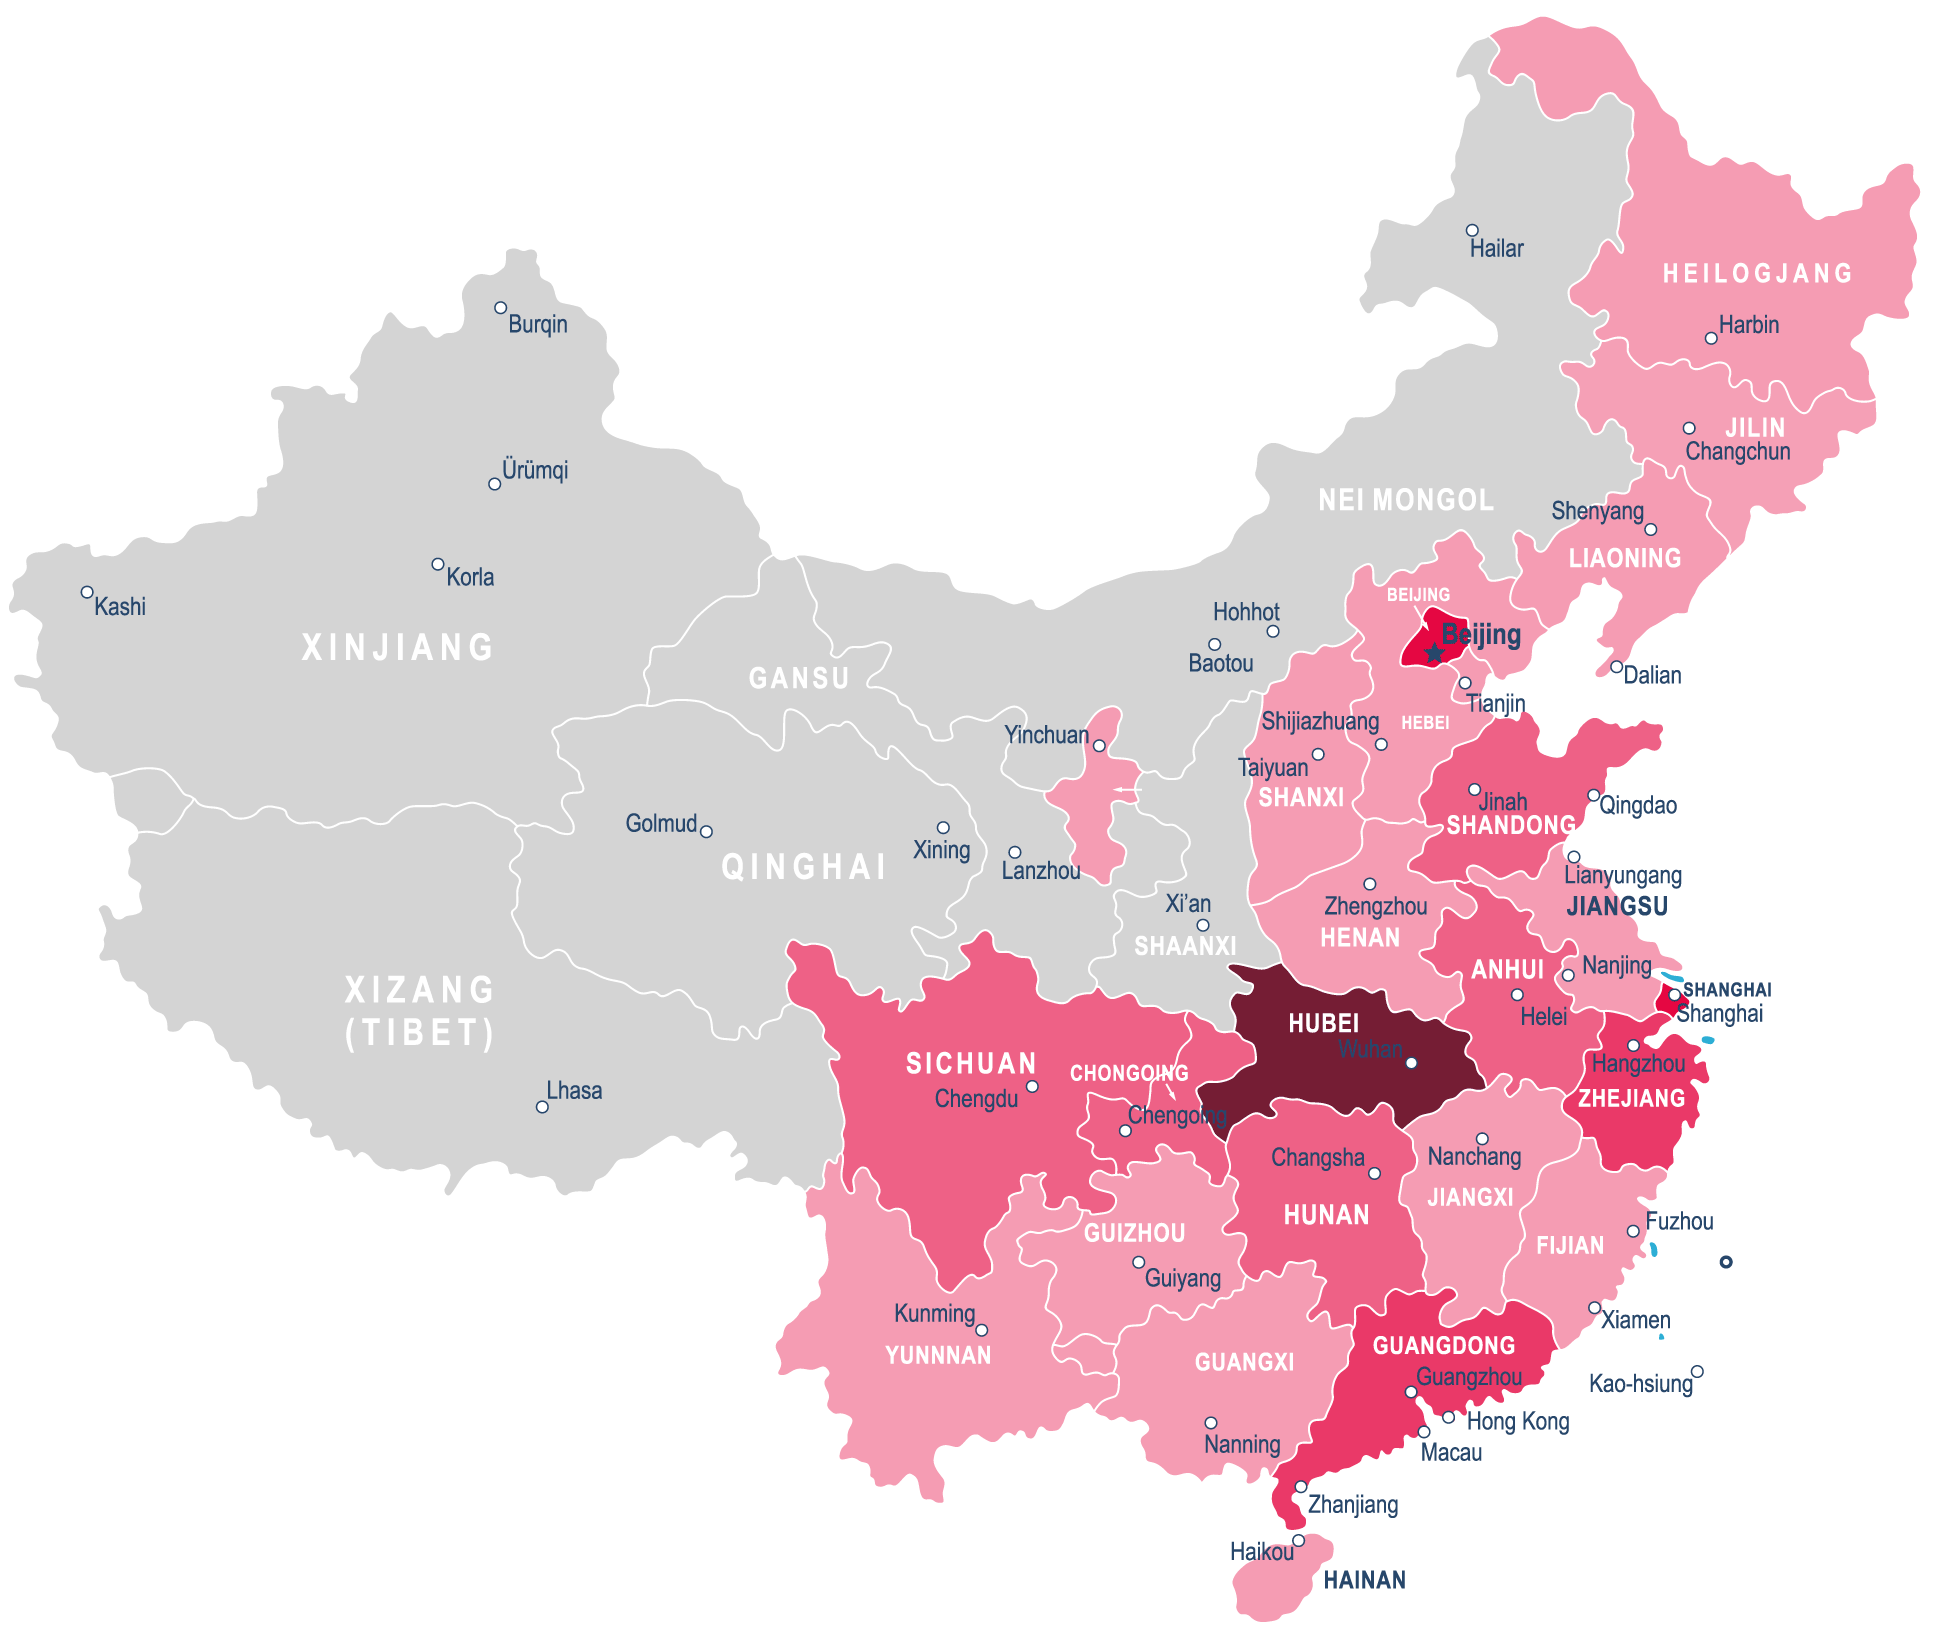 Hailar
HEILOGJANG
Burqin
Harbin
JILIN
Changchun
Ürümqi
NEI MONGOL
Shenyang
LIAONING
Korla
Kashi
BEIJING
Hohhot
Beijing
XINJIANG
Baotou
GANSU
Dalian
Tianjin
Shijiazhuang
HEBEI
Yinchuan
Taiyuan
SHANXI
Jinah
Qingdao
SHANDONG
Golmud
Xining
QINGHAI
Lanzhou
Lianyungang
Xi'an
Zhengzhou
JIANGSU
HENAN
SHAANXI
Nanjing
ANHUI
XIZANG
(TIBET)
SHANGHAI
Shanghai
Helei
HUBEI
Wuhan
SICHUAN
Hangzhou
CHONGOING
Lhasa
Chengdu
ZHEJIANG
Chengoing
Changsha
Nanchang
JIANGXI
HUNAN
Fuzhou
GUIZHOU
FIJIAN
Guiyang
Kunming
Xiamen
YUNNNAN
GUANGXI
GUANGDONG
Guangzhou
Kao-hsiung
Hong Kong
Nanning
Macau
Zhanjiang
Haikou
HAINAN